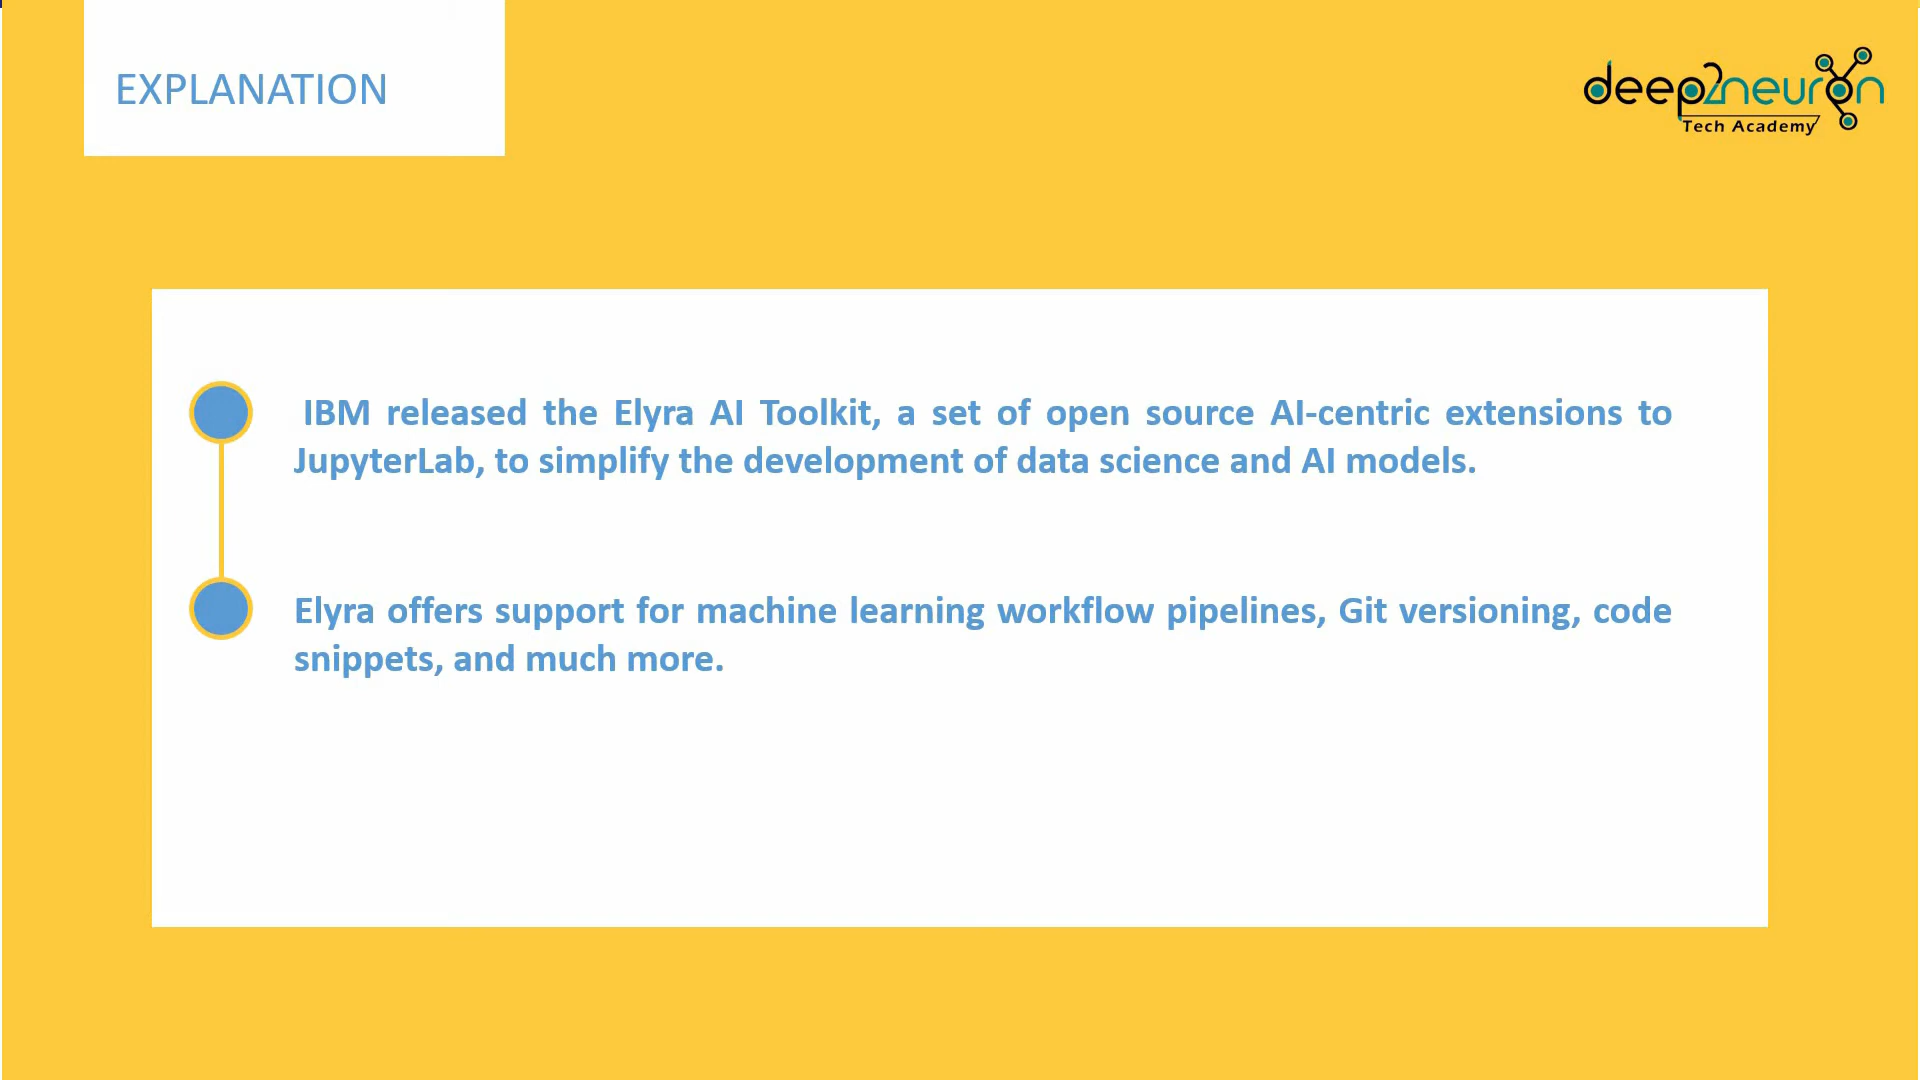 EXPLANATION
deep2neuron
Tech Academy
IBM released the Elyra AI Toolkit, a set of open source AI-centric extensions to
JupyterLab, to simplify the development of data science and AI models.
Elyra offers support for machine learning workflow pipelines, Git versioning, code
snippets, and much more.